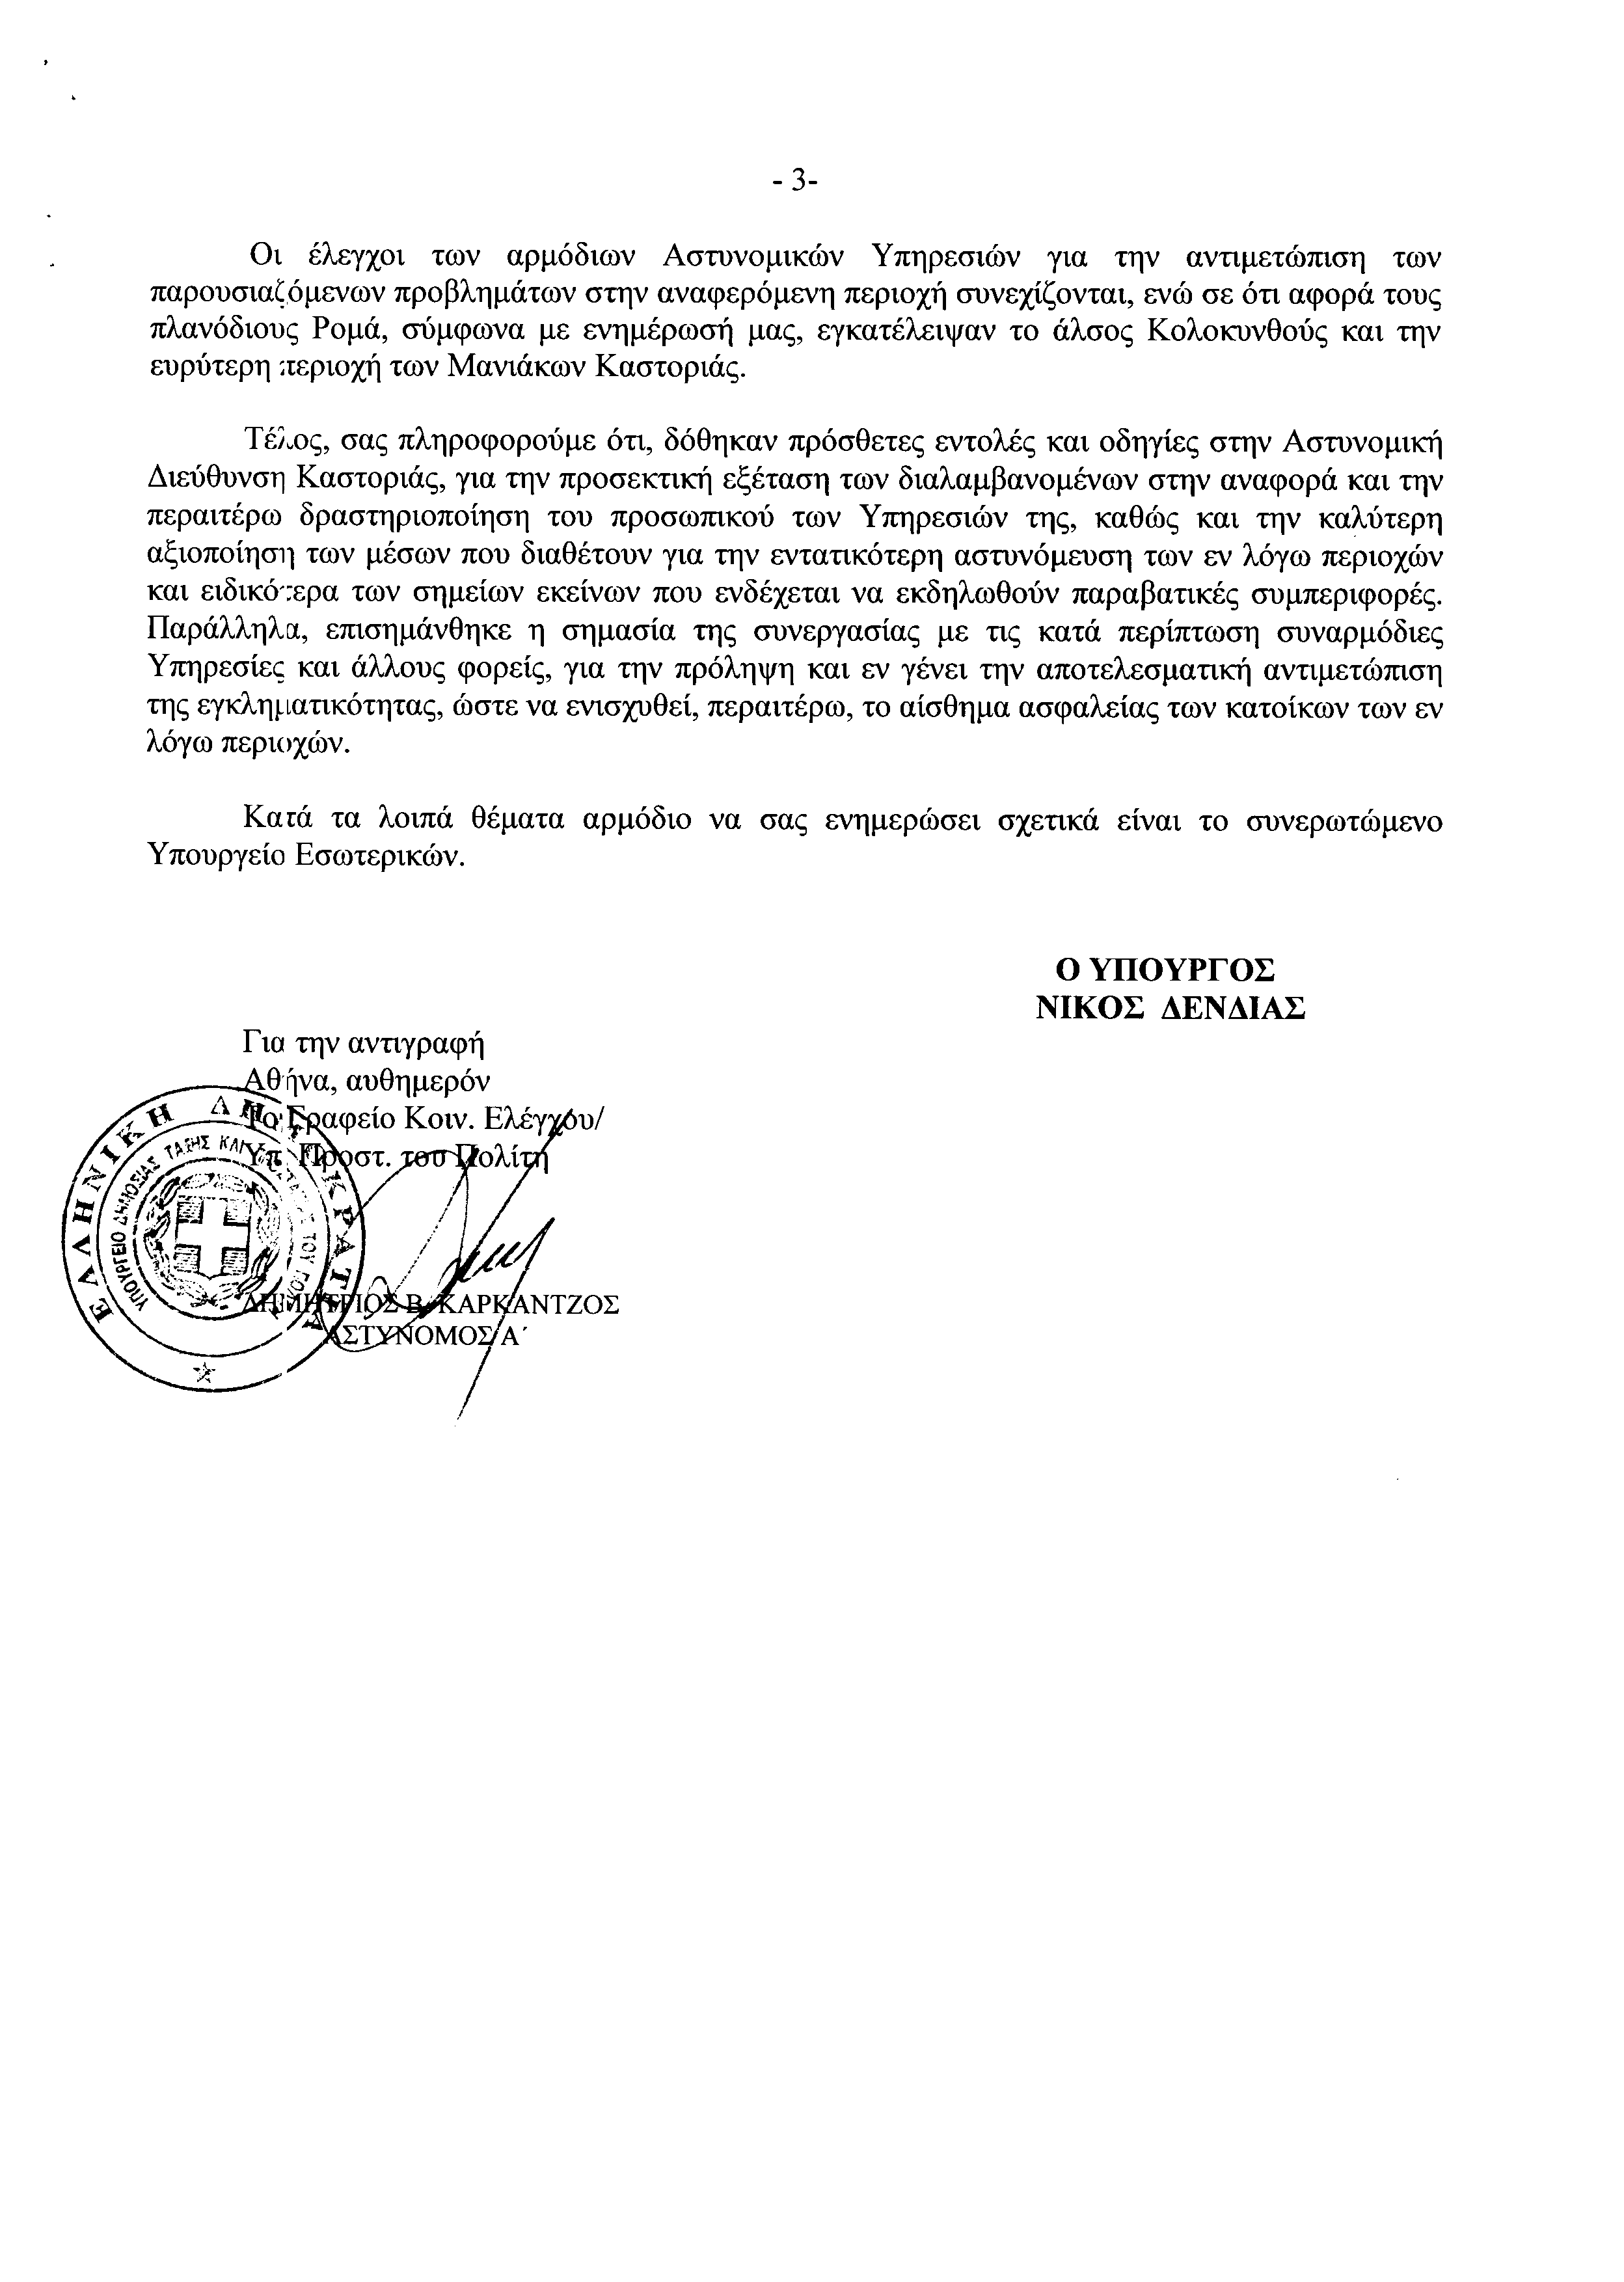 - 3-
Οι έλεγχοι των αρμόδιων Αστυνομικών Υπηρεσιών για την αντιμετώπιση των
παρουσιαζόμενων προβλημάτων στην αναφερόμενη περιοχή συνεχίζονται, ενώ σε ότι αφορά τους
πλανόδιους Ρομά, σύμφωνα με ενημέρωσή μας, εγκατέλειψαν το άλσος Κολοκυνθούς και την
ευρύτερη περιοχή των Μανιάκων Καστοριάς.
Τέλος, σας πληροφορούμε ότι, δόθηκαν πρόσθετες εντολές και οδηγίες στην Αστυνομική
Διεύθυνση Καστοριάς, για την προσεκτική εξέταση των διαλαμβανομένων στην αναφορά και την
περαιτέρω δραστηριοποίηση του προσωπικού των Υπηρεσιών της, καθώς και την καλύτερη
αξιοποίηση των μέσων που διαθέτουν για την εντατικότερη αστυνόμευση των εν λόγω περιοχών
και ειδικότερα των σημείων εκείνων που ενδέχεται να εκδηλωθούν παραβατικές συμπεριφορές.
Παράλληλα, επισημάνθηκε η σημασία της συνεργασίας με τις κατά περίπτωση συναρμόδιες
Υπηρεσίες και άλλους φορείς, για την πρόληψη και εν γένει την αποτελεσματική αντιμετώπιση
της εγκληματικότητας, ώστε να ενισχυθεί, περαιτέρω, το αίσθημα ασφαλείας των κατοίκων των εν
λόγω περιοχών.
Κατά τα λοιπά θέματα αρμόδιο να σας ενημερώσει σχετικά είναι το συνερωτώμενο
Υπουργείο Εσωτερικών.
Ο ΥΠΟΥΡΓΟΣ
ΝΙΚΟΣ ΔΕΝΔΙΑΣ
Για την αντιγραφή
Αθήνα, αυθημερόν
Το Γραφείο Κοιν. Ελέγχου/
Υπ. Προστ. του Πολίτη
ΔΗΜΗΤΡΙΟΣ Β. ΚΑΡΚΑΝΤΖΟΣ
ΑΣΤΥΝΟΜΟΣ Α΄
ΕΛΛΗΝΙΚΗ
ΥΠΟΥΡΓΕΙΟ ΔΗΜΟΣΙΑΣ ΤΑΞΗΣ ΚΑΙ